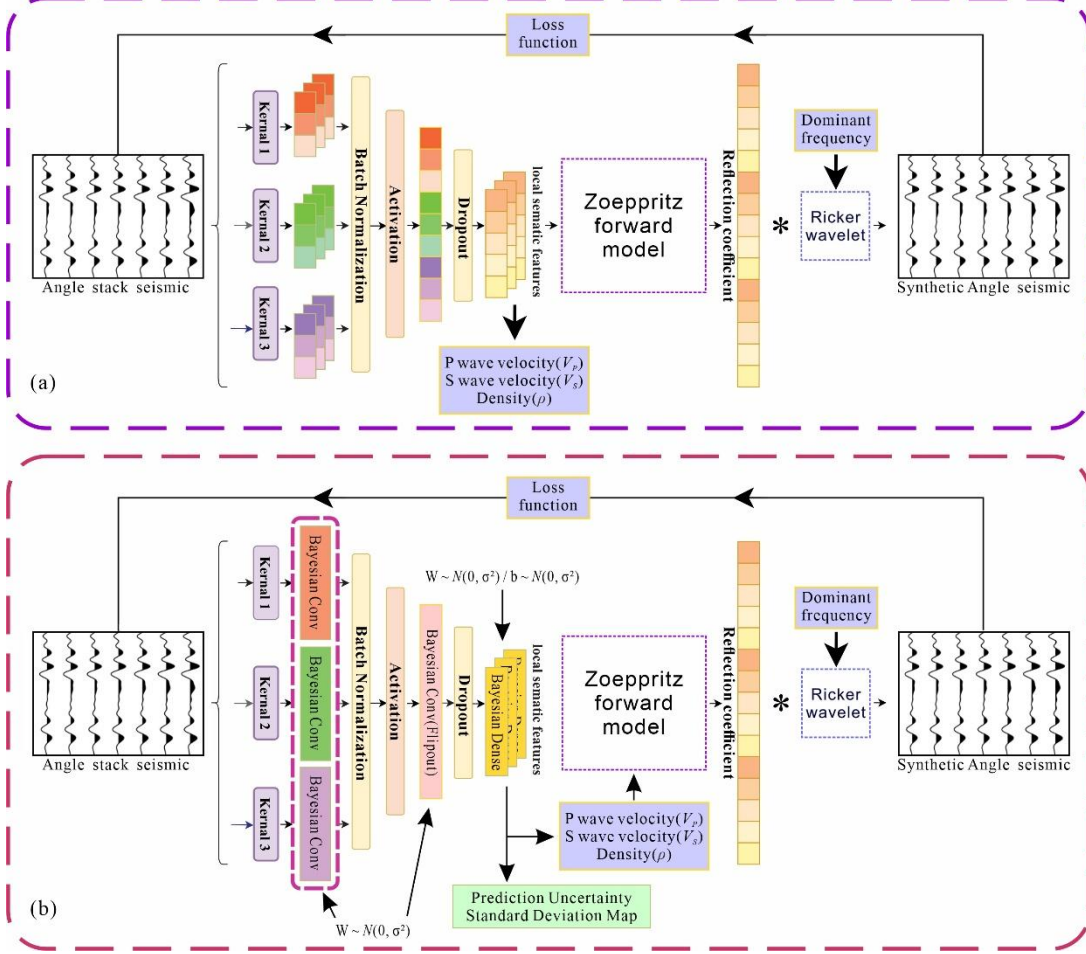 Loss
function
Kernal 1
Kernal 2
Kernal 3
Batch Normalization
Activation
Dropout
local sematic features
Zoeppritz
forward
model
Reflection coefficient
*
Dominant
frequency
Ricker
wavelet
Angle stack seismic
Synthetic Angle seismic
P wave velocity(Vₚ)
S wave velocity(Vₛ)
Density(ρ)
(a)
Loss
function
Kernal 1
Kernal 2
Kernal 3
Bayesian Conv
Bayesian Conv
Bayesian Conv
Batch Normalization
Activation
Bayesian Conv(Flipout)
Dropout
W ~ N(0, σ²) / b ~ N(0, σ²)
Bayesian Dense
local sematic features
Zoeppritz
forward
model
Reflection coefficient
*
Dominant
frequency
Ricker
wavelet
Angle stack seismic
Synthetic Angle seismic
P wave velocity(Vₚ)
S wave velocity(Vₛ)
Density(ρ)
Prediction Uncertainty
Standard Deviation Map
W ~ N(0, σ²)
(b)